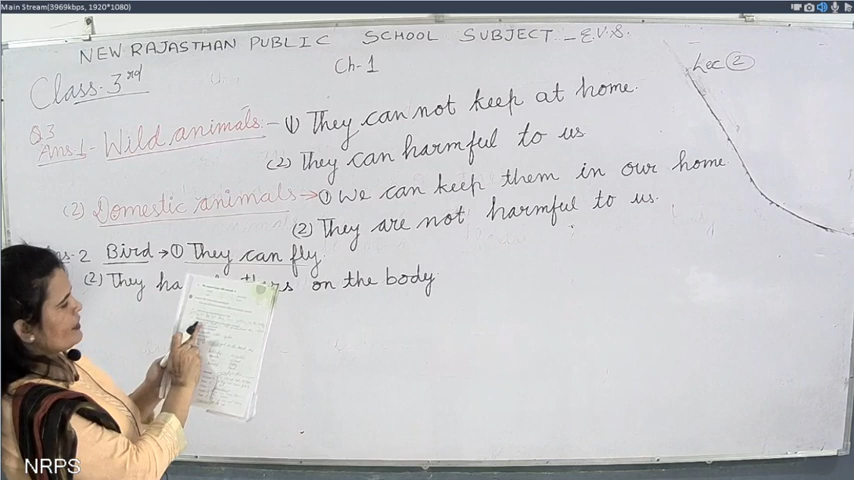 Main Stream(3969kbps, 1920*1080)
NEW RAJASTHAN PUBLIC SCHOOL SUBJECT - E.V.S.
Class- 3rd
Ch-1
Lec 2
Q3
Ans 1- Wild animals - (1) They can not keep at home.
(2) They can harmful to us
(2) Domestic animals → (1) We can keep them in our home.
(2) They are not harmful to us.
2 Bird → (1) They can fly
(2) They on the body
NRPS